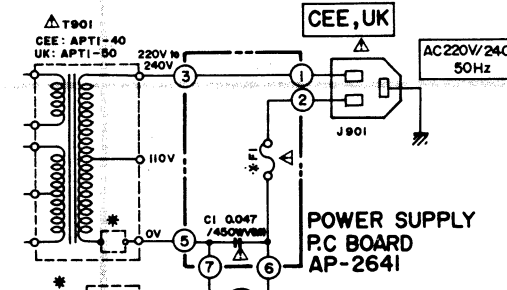 CEE, UK
T901
CEE: APT1-40
UK: APT1-50
220V to
240V
AC220V/240
50Hz
3
1
2
J901
*F1
110V
*
C1 0.047
0V
5
7
6
POWER SUPPLY
P.C BOARD
AP-2641
*